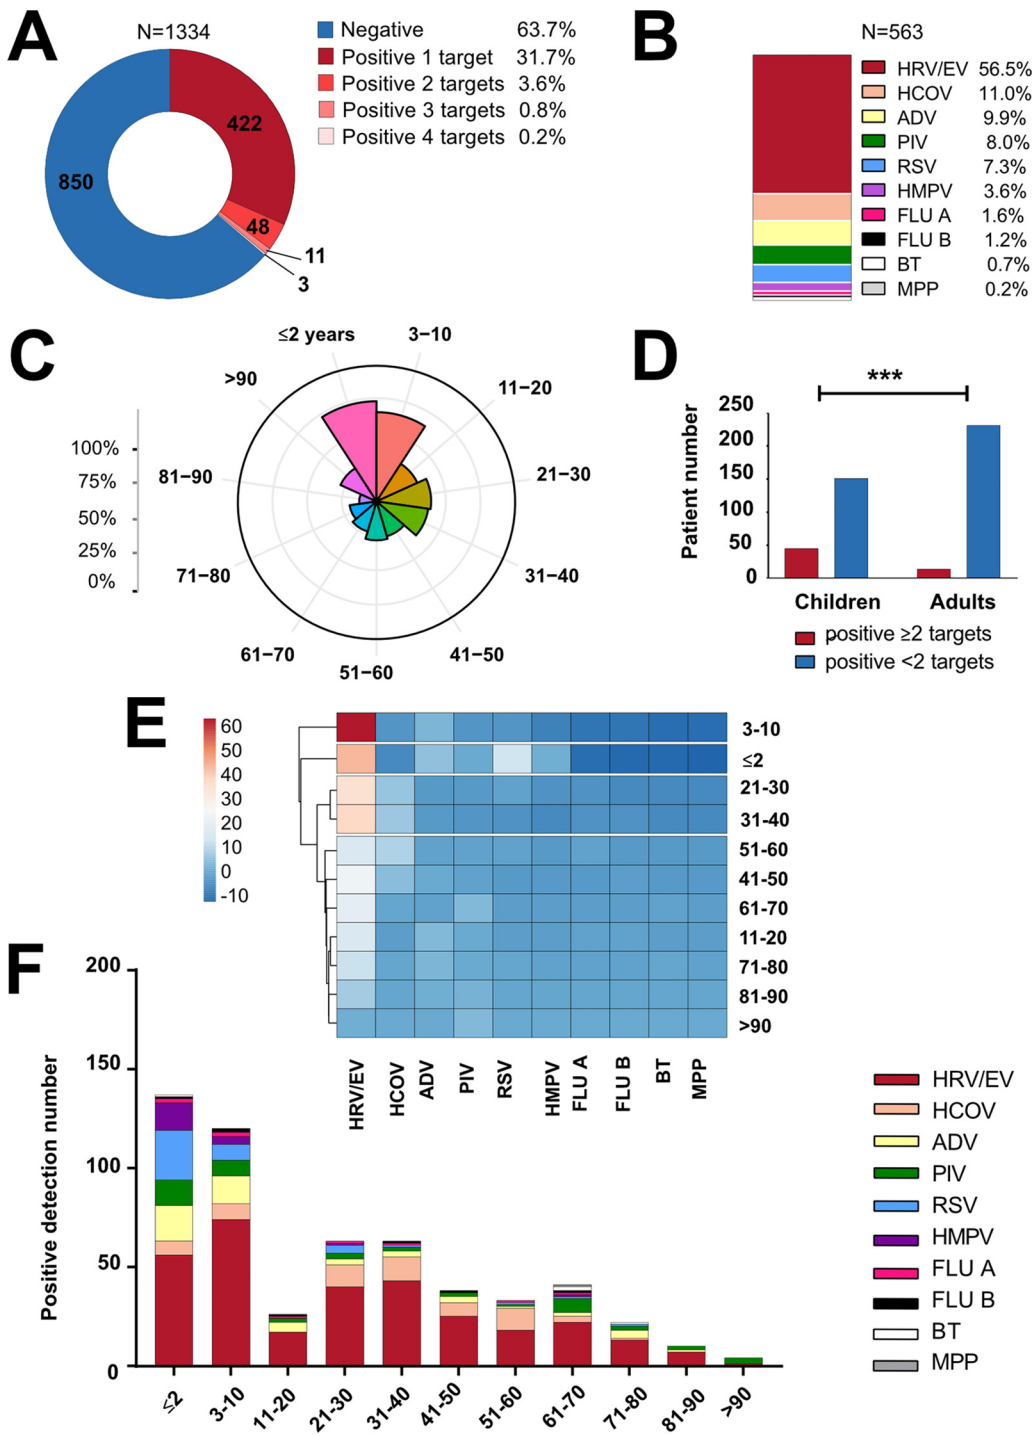 A
N=1334
Negative 63.7%
Positive 1 target 31.7%
Positive 2 targets 3.6%
Positive 3 targets 0.8%
Positive 4 targets 0.2%
850
422
48
11
3
B
N=563
HRV/EV 56.5%
HCOV 11.0%
ADV 9.9%
PIV 8.0%
RSV 7.3%
HMPV 3.6%
FLU A 1.6%
FLU B 1.2%
BT 0.7%
MPP 0.2%
C
≤2 years
3−10
11−20
21−30
31−40
41−50
51−60
61−70
71−80
81−90
>90
100%
75%
50%
25%
0%
D
***
Patient number
250
200
150
100
50
0
Children Adults
positive ≥2 targets
positive <2 targets
E
60
50
40
30
20
10
0
-10
3-10
≤2
21-30
31-40
51-60
41-50
61-70
11-20
71-80
81-90
>90
HRV/EV
HCOV
ADV
PIV
RSV
HMPV
FLU A
FLU B
BT
MPP
F
Positive detection number
200
150
100
50
0
≤2
3-10
11-20
21-30
31-40
41-50
51-60
61-70
71-80
81-90
>90
HRV/EV
HCOV
ADV
PIV
RSV
HMPV
FLU A
FLU B
BT
MPP